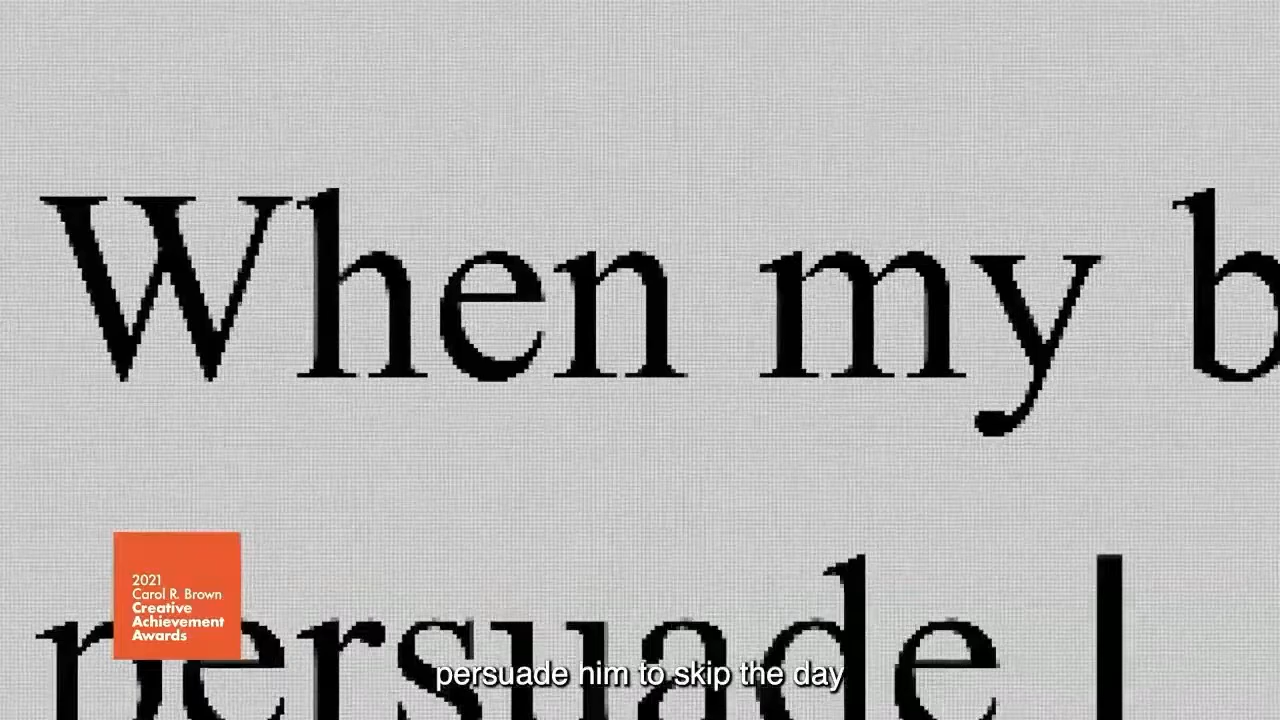 When my b
persuade
2021
Carol R. Brown
Creative
Achievement
Awards
persuade him to skip the day